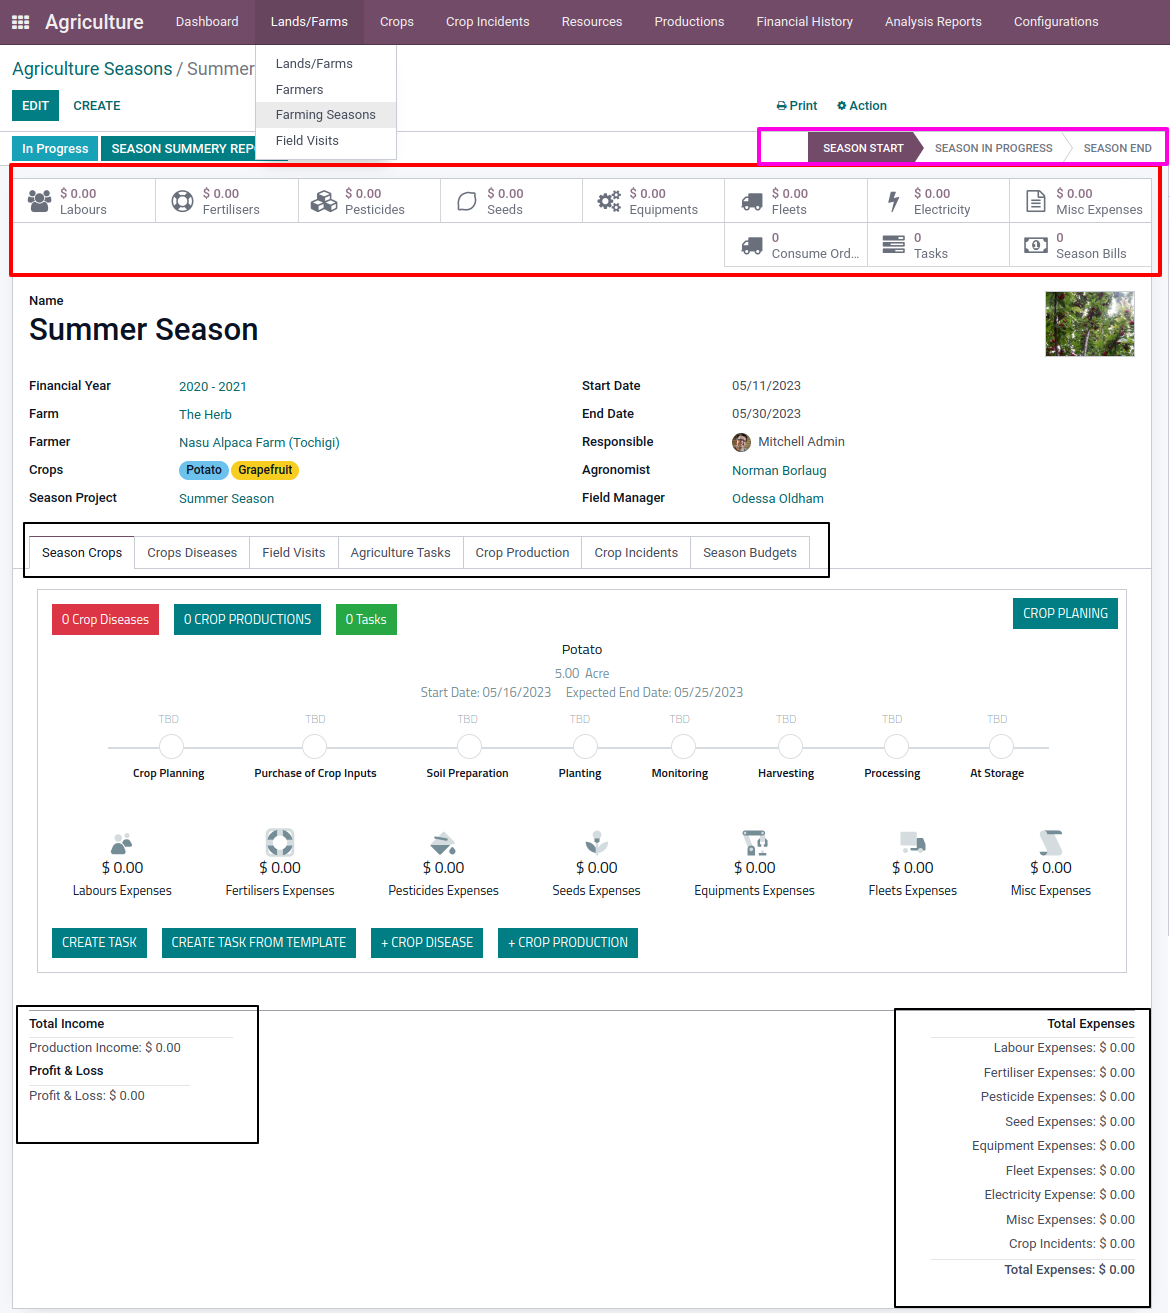 Agriculture Dashboard Lands/Farms Crops Crop Incidents Resources Productions Financial History Analysis Reports Configurations
Agriculture Seasons / Summer
Lands/Farms
Farmers
Farming Seasons
Field Visits
EDIT CREATE Print Action
In Progress SEASON SUMMERY REP SEASON START SEASON IN PROGRESS SEASON END
$ 0.00 $ 0.00 $ 0.00 $ 0.00 $ 0.00 $ 0.00 $ 0.00 $ 0.00
Labours Fertilisers Pesticides Seeds Equipments Fleets Electricity Misc Expenses
0 0 0
Consume Ord... Tasks Season Bills
Name
Summer Season
Financial Year 2020 - 2021 Start Date 05/11/2023
Farm The Herb End Date 05/30/2023
Farmer Nasu Alpaca Farm (Tochigi) Responsible Mitchell Admin
Crops Potato Grapefruit Agronomist Norman Borlaug
Season Project Summer Season Field Manager Odessa Oldham
Season Crops Crops Diseases Field Visits Agriculture Tasks Crop Production Crop Incidents Season Budgets
0 Crop Diseases 0 CROP PRODUCTIONS 0 Tasks CROP PLANING
Potato
5.00 Acre
Start Date: 05/16/2023 Expected End Date: 05/25/2023
TBD TBD TBD TBD TBD TBD TBD TBD
Crop Planning Purchase of Crop Inputs Soil Preparation Planting Monitoring Harvesting Processing At Storage
$ 0.00 $ 0.00 $ 0.00 $ 0.00 $ 0.00 $ 0.00 $ 0.00
Labours Expenses Fertilisers Expenses Pesticides Expenses Seeds Expenses Equipments Expenses Fleets Expenses Misc Expenses
CREATE TASK CREATE TASK FROM TEMPLATE + CROP DISEASE + CROP PRODUCTION
Total Income
Production Income: $ 0.00
Profit & Loss
Profit & Loss: $ 0.00
Total Expenses
Labour Expenses: $ 0.00
Fertiliser Expenses: $ 0.00
Pesticide Expenses: $ 0.00
Seed Expenses: $ 0.00
Equipment Expenses: $ 0.00
Fleet Expenses: $ 0.00
Electricity Expense: $ 0.00
Misc Expenses: $ 0.00
Crop Incidents: $ 0.00
Total Expenses: $ 0.00